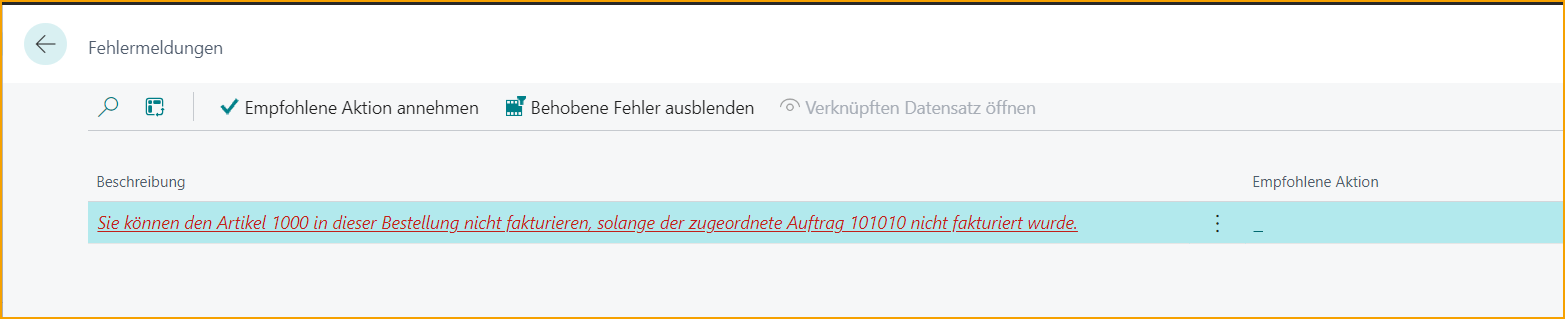 Fehlermeldungen
Empfohlene Aktion annehmen Behobene Fehler ausblenden Verknüpften Datensatz öffnen
Beschreibung Empfohlene Aktion
Sie können den Artikel 1000 in dieser Bestellung nicht fakturieren, solange der zugeordnete Auftrag 101010 nicht fakturiert wurde. _